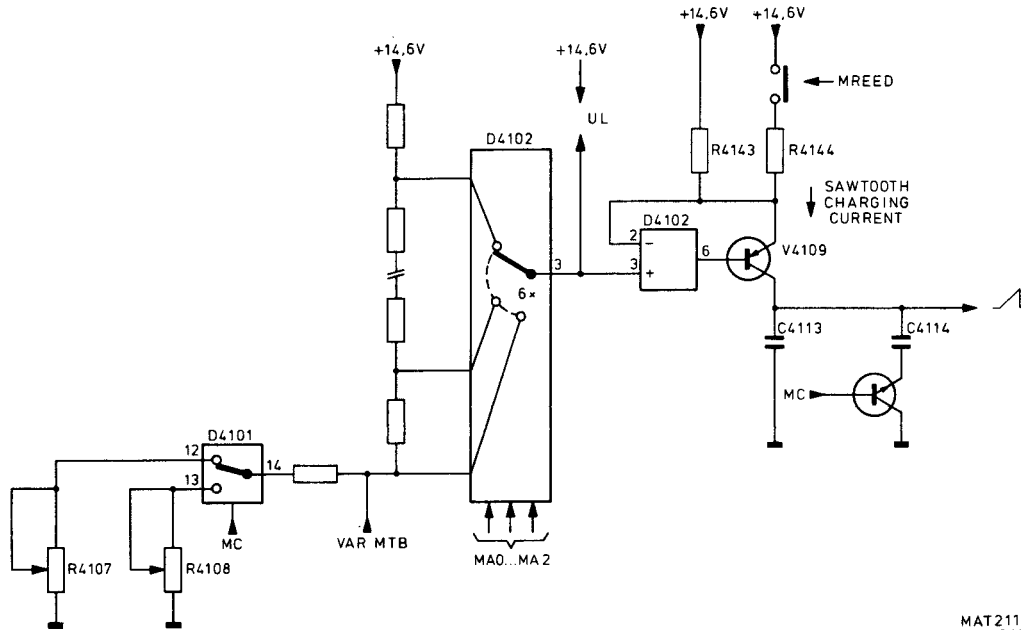 +14,6V +14,6V
+14,6V +14,6V
MREED
UL
D4102
R4143 R4144
SAWTOOTH
CHARGING
CURRENT
D4102
2 −
3 3 + 6
V4109
6×
C4113 C4114
MC
D4101
12
14
13
MC VAR MTB MA0...MA2
R4107 R4108
MAT211